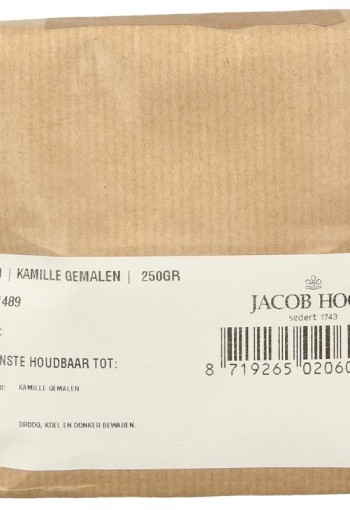 | KAMILLE GEMALEN | 250GR
489
JACOB HOO
sedert 1743
NSTE HOUDBAAR TOT:
8 719265 02060
KAMILLE GEMALEN
DROOG, KOEL EN DONKER BEWAREN.